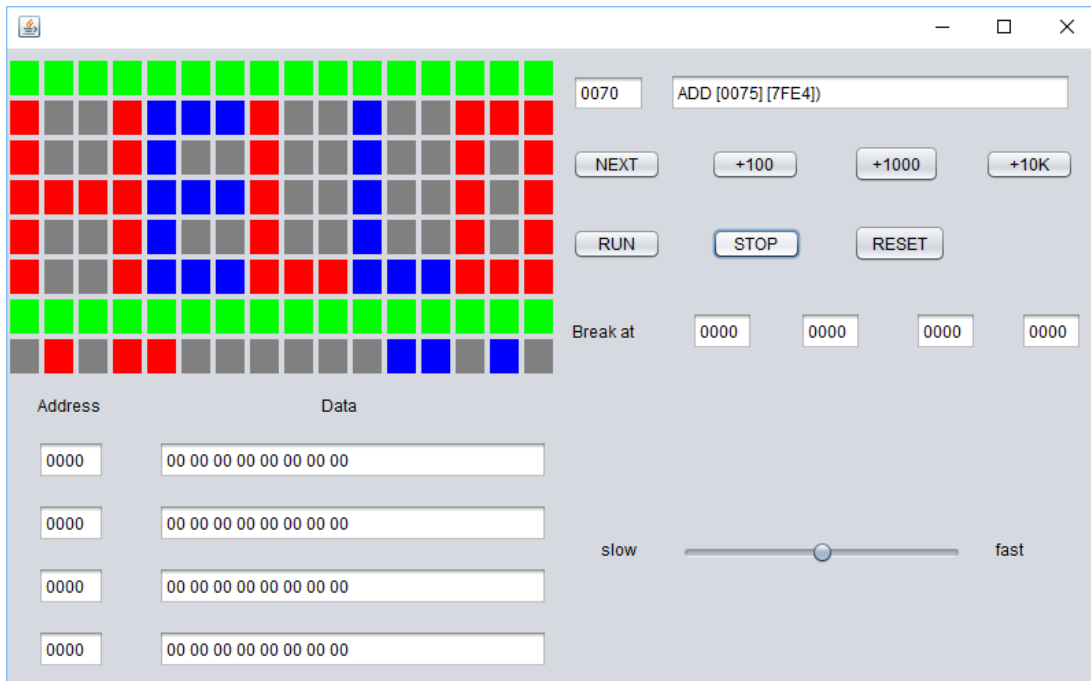 HELLO
0070 ADD [0075] [7FE4])
NEXT +100 +1000 +10K
RUN STOP RESET
Break at 0000 0000 0000 0000
Address Data
0000 00 00 00 00 00 00 00 00
0000 00 00 00 00 00 00 00 00
slow fast
0000 00 00 00 00 00 00 00 00
0000 00 00 00 00 00 00 00 00